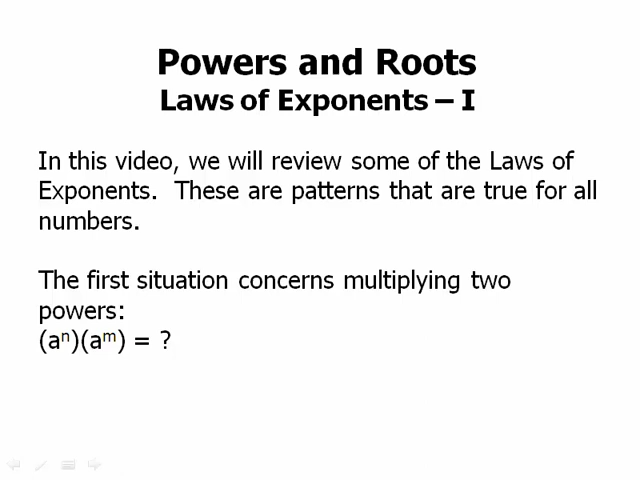 Powers and Roots
Laws of Exponents – I
In this video, we will review some of the Laws of
Exponents.  These are patterns that are true for all
numbers.
The first situation concerns multiplying two
powers:
(aⁿ)(aᵐ) = ?